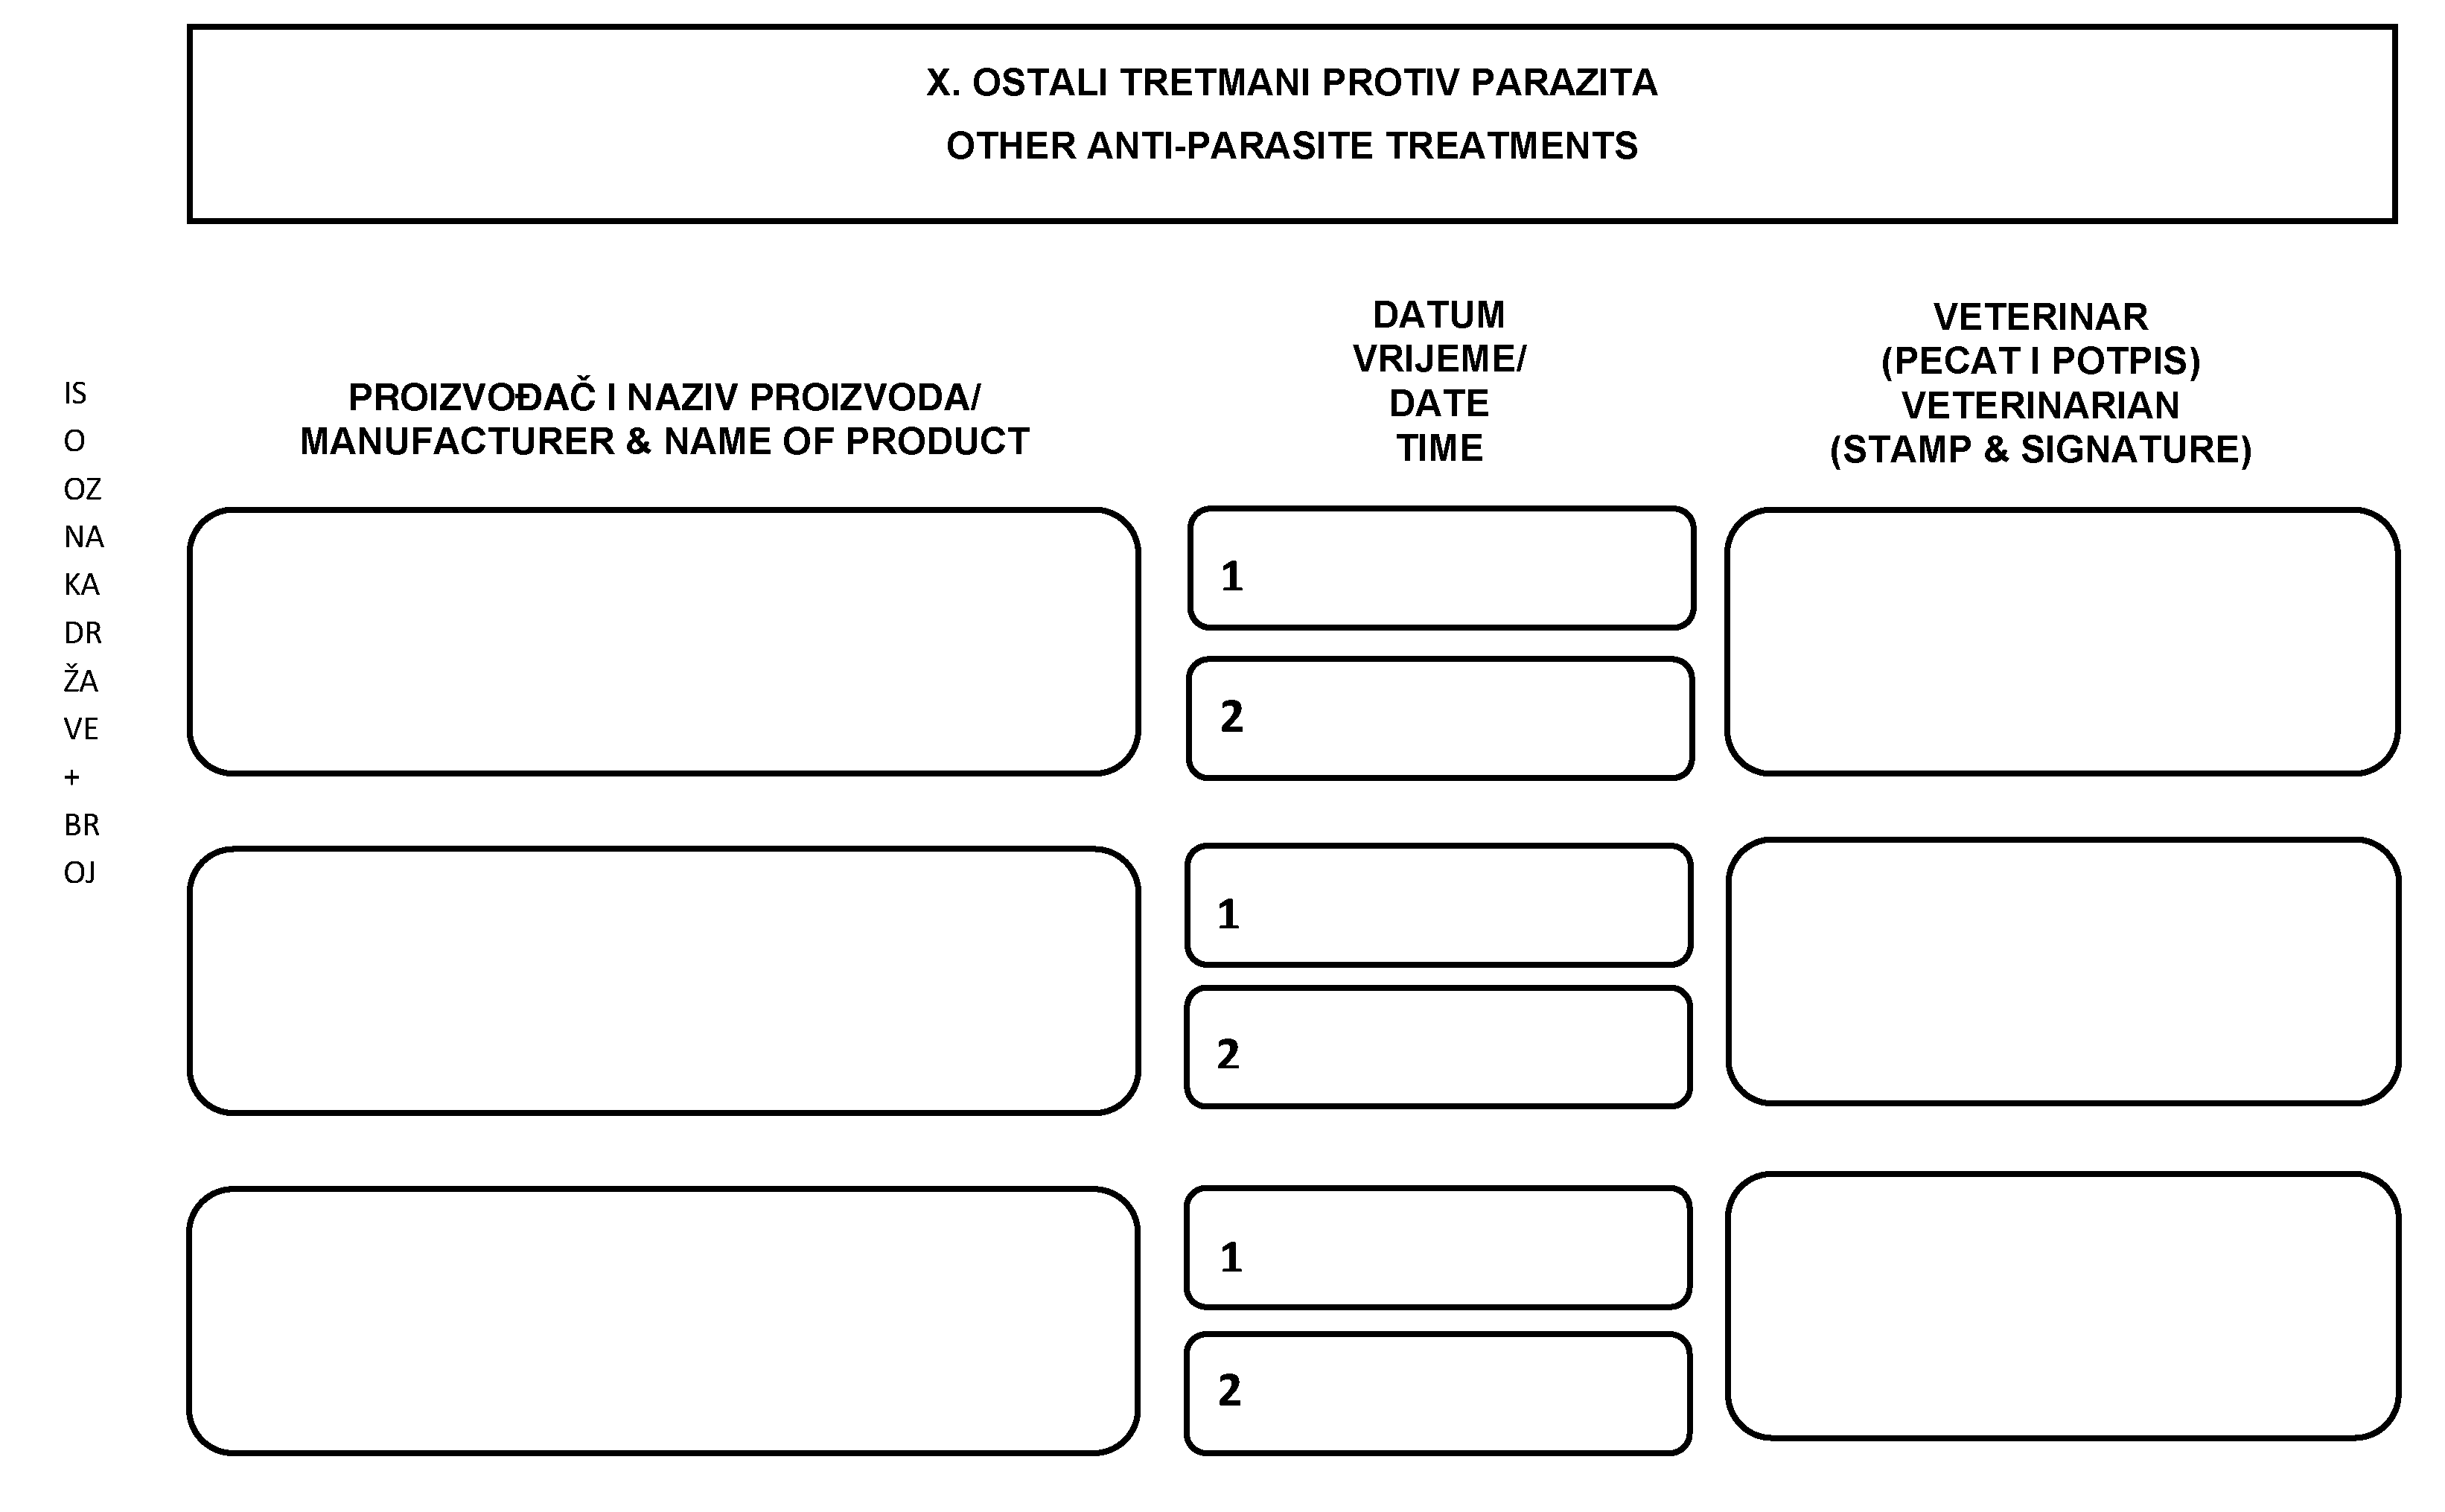 X. OSTALI TRETMANI PROTIV PARAZITA
OTHER ANTI-PARASITE TREATMENTS
IS
O
OZ
NA
KA
DR
ŽA
VE
+
BR
OJ
PROIZVOĐAČ I NAZIV PROIZVODA/
MANUFACTURER & NAME OF PRODUCT
DATUM
VRIJEME/
DATE
TIME
VETERINAR
(PECAT I POTPIS)
VETERINARIAN
(STAMP & SIGNATURE)
1
2
1
2
1
2